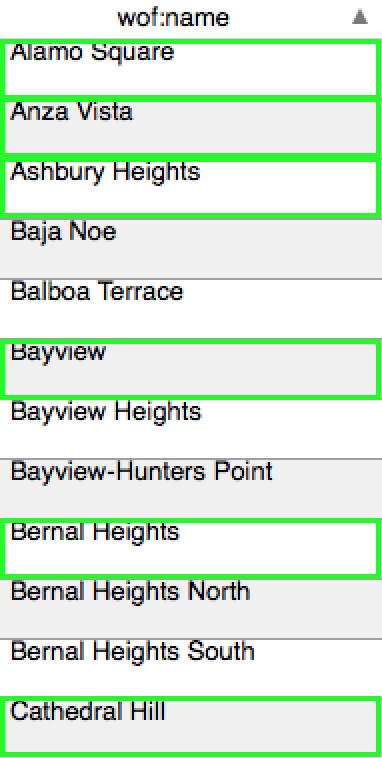 wof:name ▲
Alamo Square
Anza Vista
Ashbury Heights
Baja Noe
Balboa Terrace
Bayview
Bayview Heights
Bayview-Hunters Point
Bernal Heights
Bernal Heights North
Bernal Heights South
Cathedral Hill